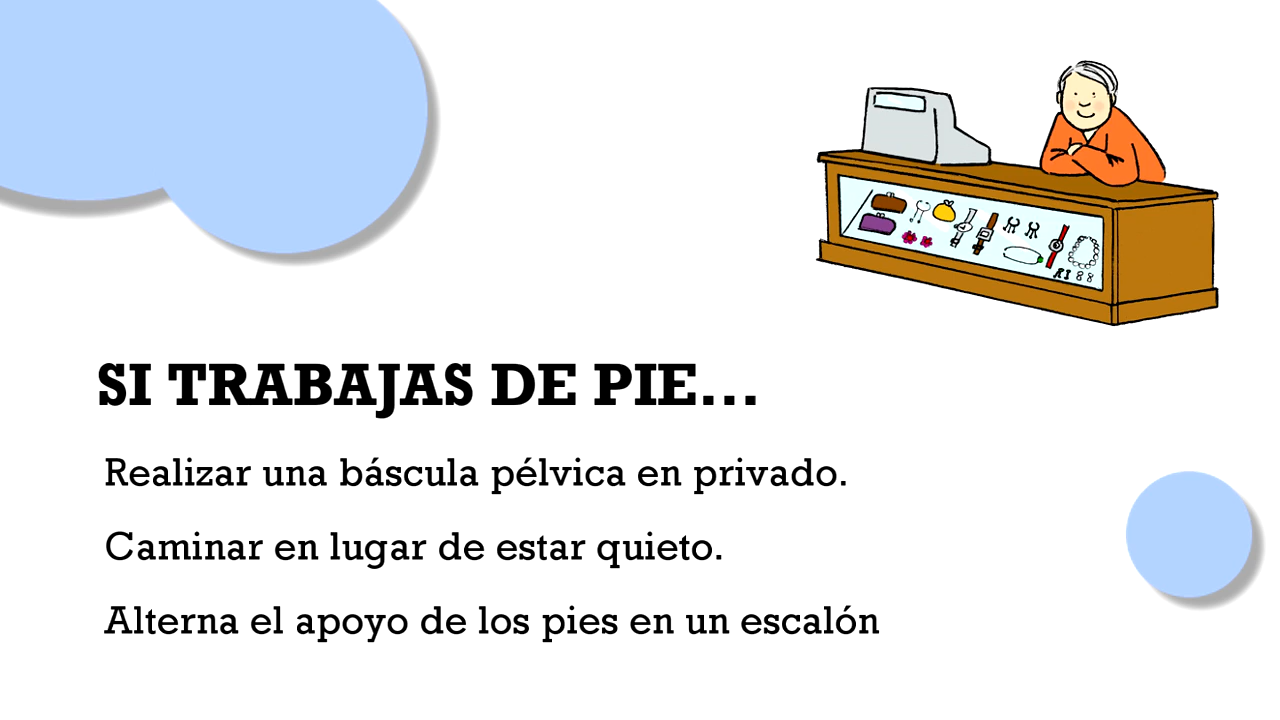 SI TRABAJAS DE PIE...
Realizar una báscula pélvica en privado.
Caminar en lugar de estar quieto.
Alterna el apoyo de los pies en un escalón